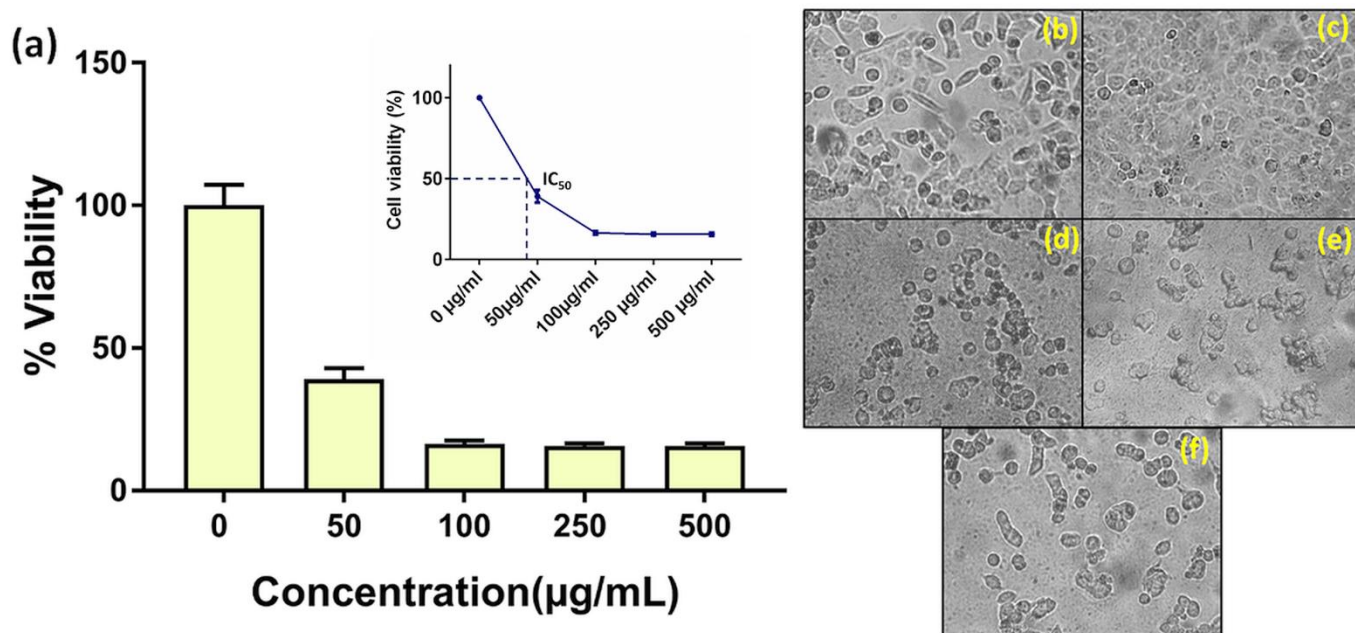 (a)
% Viability
150
100
50
0
0 50 100 250 500
Concentration(µg/mL)
Cell viability (%)
100
50
0
IC50
0 µg/ml
50µg/ml
100µg/ml
250 µg/ml
500 µg/ml
(b)
(c)
(d)
(e)
(f)